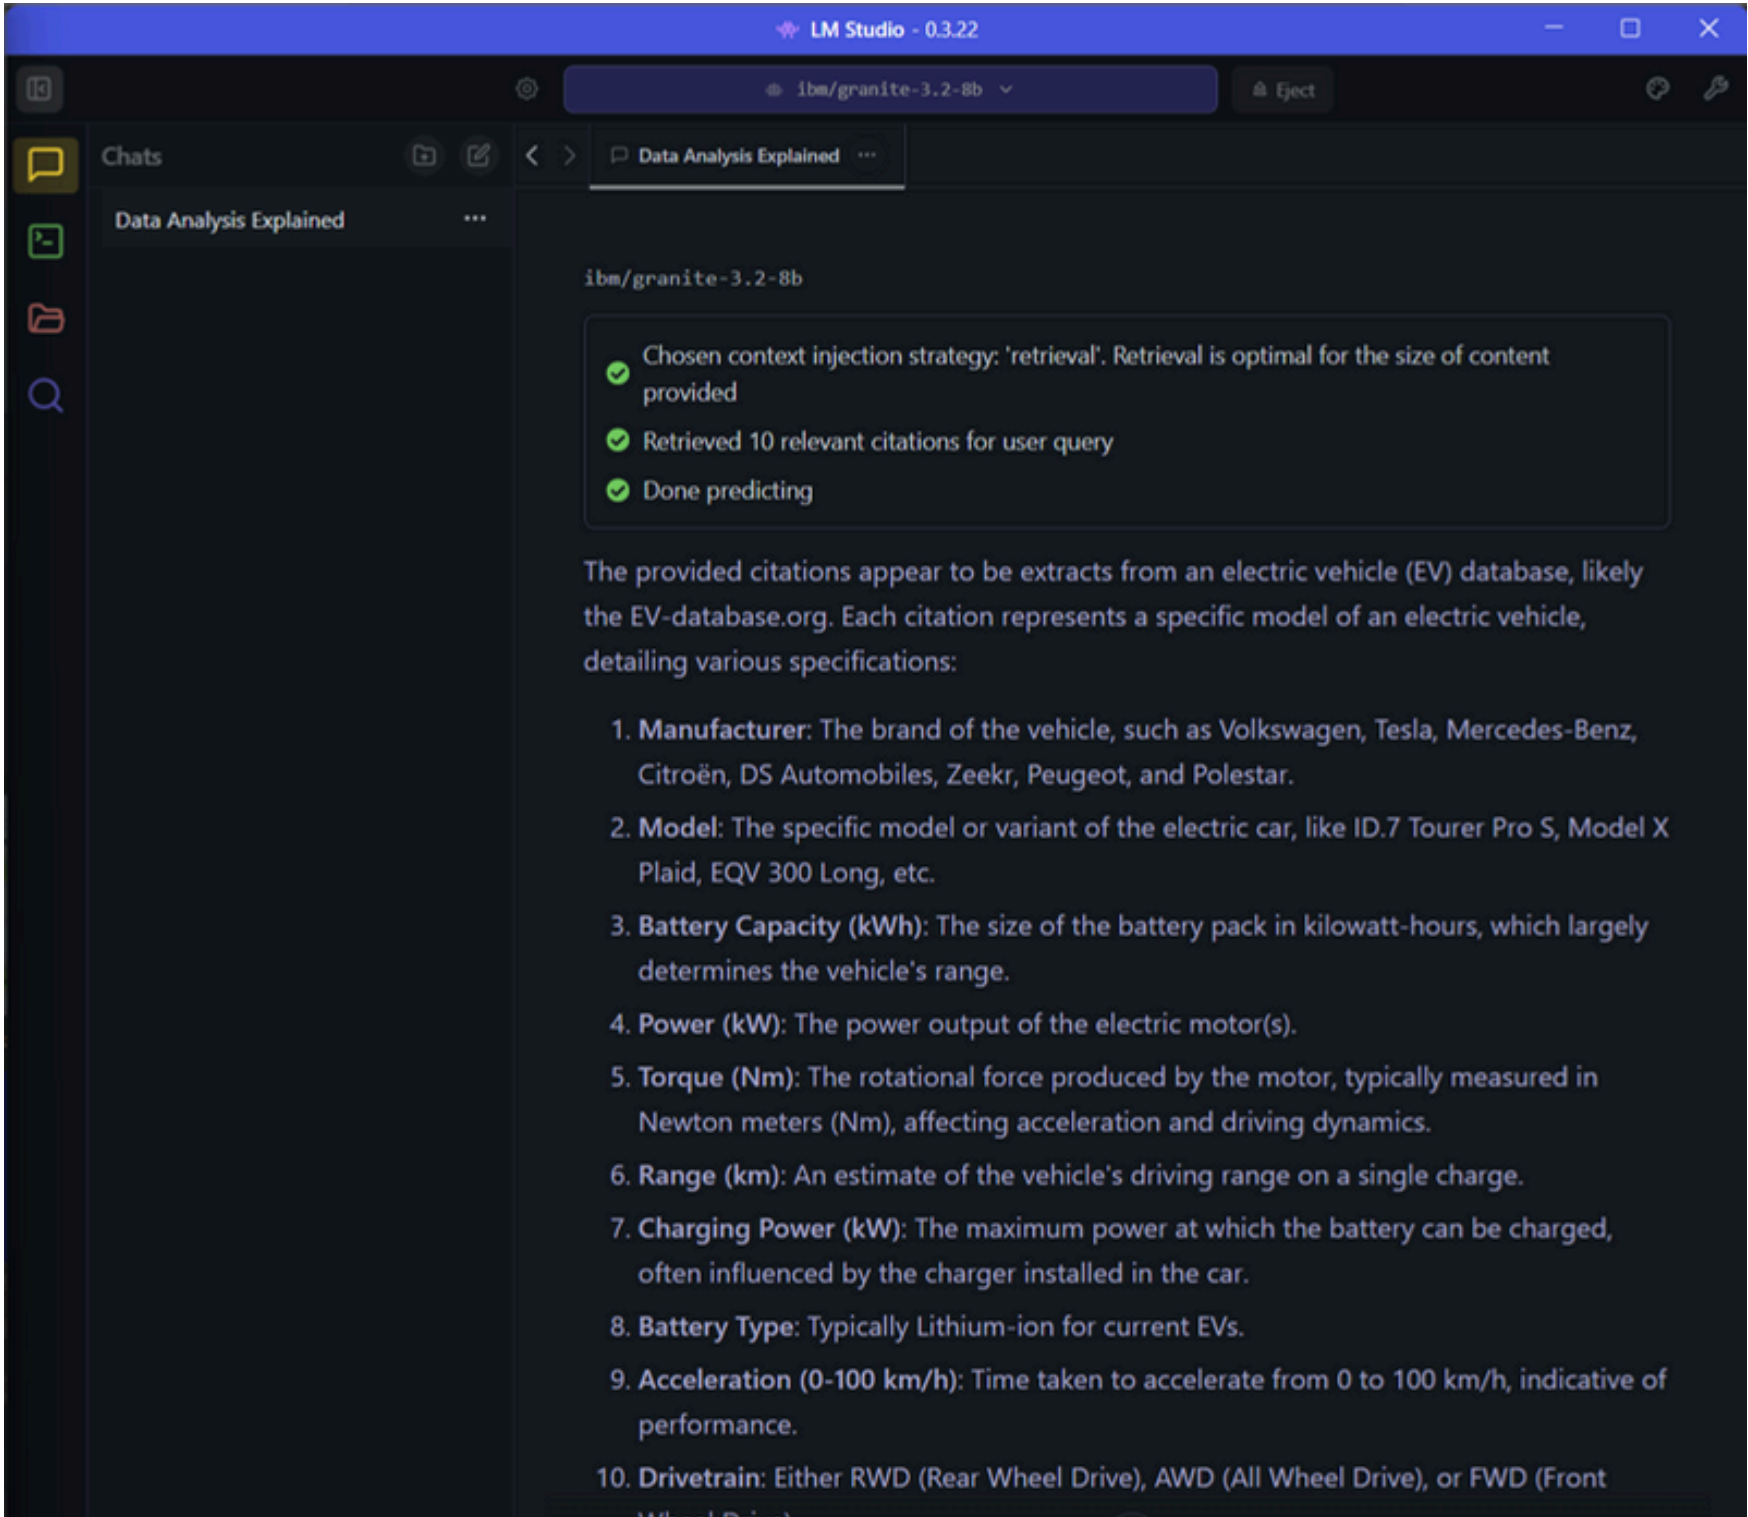 LM Studio - 0.3.22
ibm/granite-3.2-8b
Eject
Chats
Data Analysis Explained
Data Analysis Explained
ibm/granite-3.2-8b
Chosen context injection strategy: 'retrieval'. Retrieval is optimal for the size of content
provided
Retrieved 10 relevant citations for user query
Done predicting
The provided citations appear to be extracts from an electric vehicle (EV) database, likely
the EV-database.org. Each citation represents a specific model of an electric vehicle,
detailing various specifications:
1. Manufacturer: The brand of the vehicle, such as Volkswagen, Tesla, Mercedes-Benz,
Citroën, DS Automobiles, Zeekr, Peugeot, and Polestar.
2. Model: The specific model or variant of the electric car, like ID.7 Tourer Pro S, Model X
Plaid, EQV 300 Long, etc.
3. Battery Capacity (kWh): The size of the battery pack in kilowatt-hours, which largely
determines the vehicle's range.
4. Power (kW): The power output of the electric motor(s).
5. Torque (Nm): The rotational force produced by the motor, typically measured in
Newton meters (Nm), affecting acceleration and driving dynamics.
6. Range (km): An estimate of the vehicle's driving range on a single charge.
7. Charging Power (kW): The maximum power at which the battery can be charged,
often influenced by the charger installed in the car.
8. Battery Type: Typically Lithium-ion for current EVs.
9. Acceleration (0-100 km/h): Time taken to accelerate from 0 to 100 km/h, indicative of
performance.
10. Drivetrain: Either RWD (Rear Wheel Drive), AWD (All Wheel Drive), or FWD (Front
Wheel Drive)